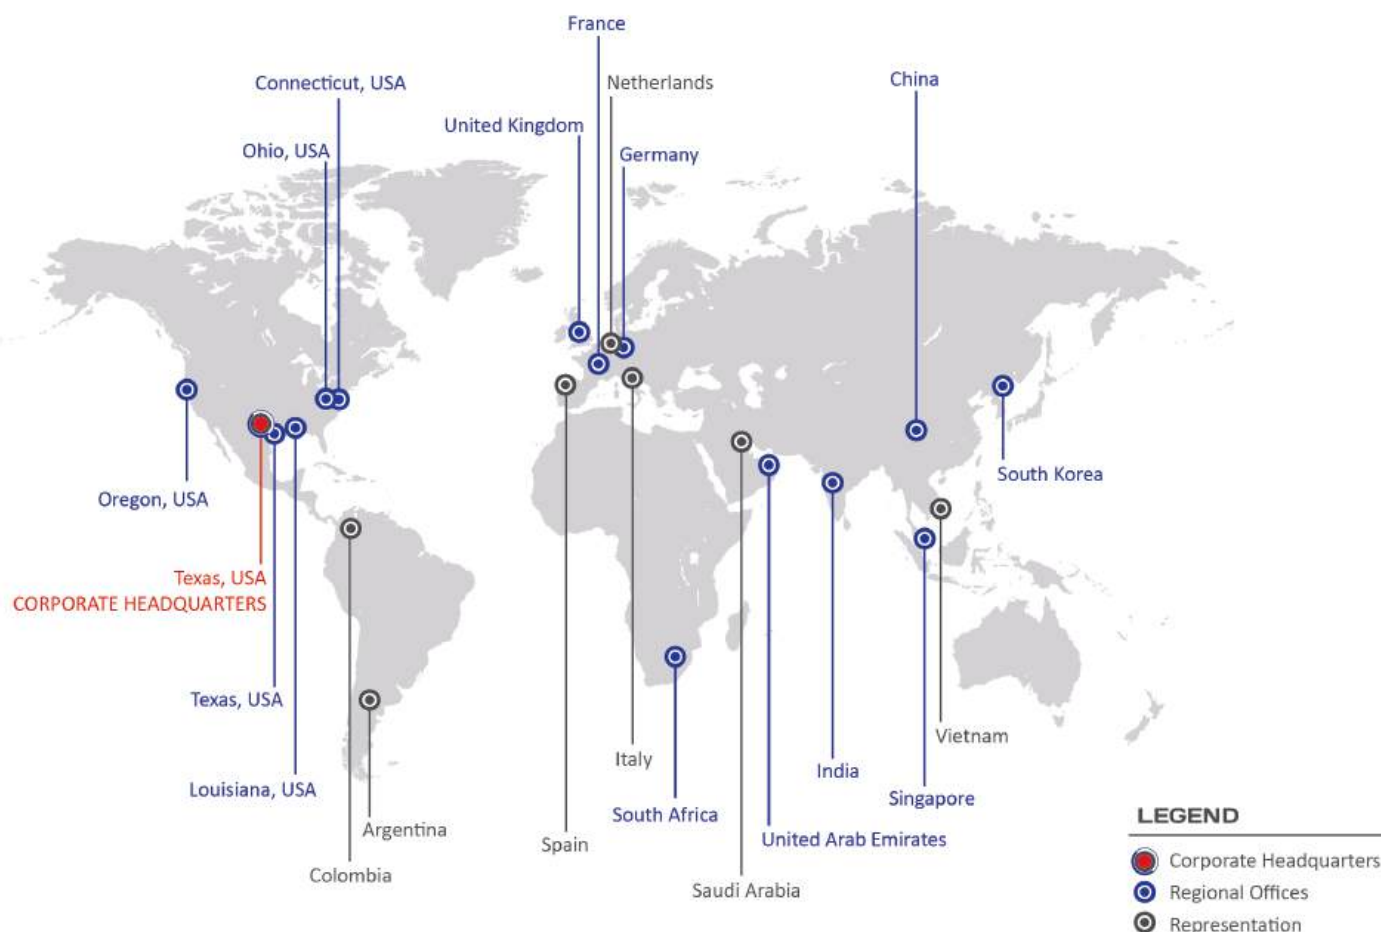 France
Connecticut, USA
Netherlands
China
United Kingdom
Ohio, USA
Germany
South Korea
Oregon, USA
Texas, USA
CORPORATE HEADQUARTERS
Texas, USA
Vietnam
Italy
India
Louisiana, USA
Singapore
South Africa
LEGEND
Argentina
United Arab Emirates
Spain
Corporate Headquarters
Colombia
Saudi Arabia
Regional Offices
Representation